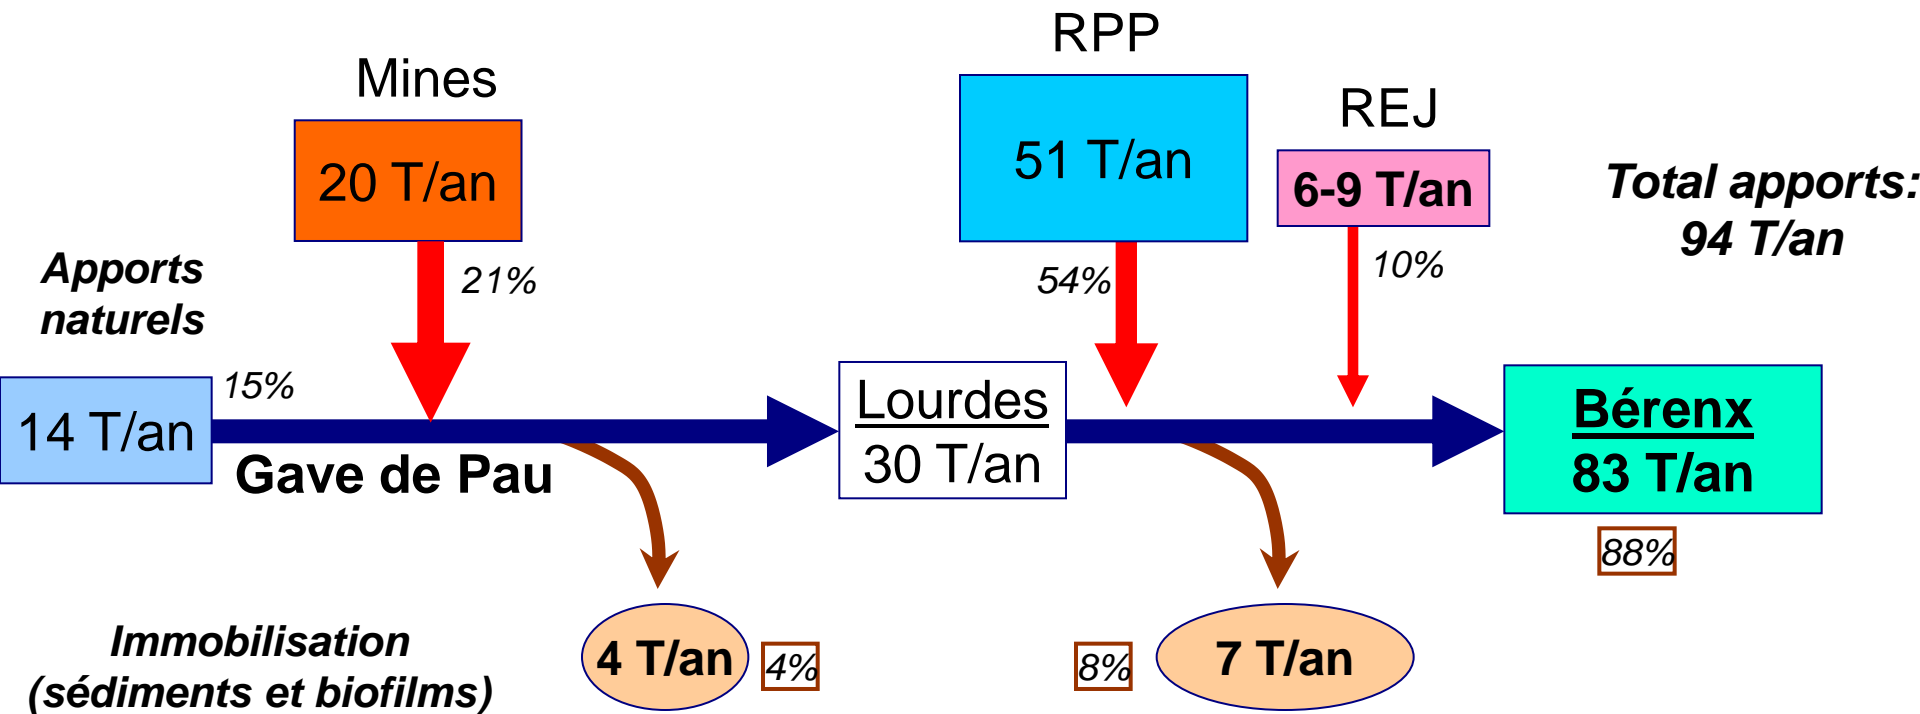 RPP
Mines
REJ
20 T/an
51 T/an
6-9 T/an
Total apports:
94 T/an
Apports
naturels
21%
54%
10%
15%
14 T/an
Gave de Pau
Lourdes
30 T/an
Bérenx
83 T/an
88%
Immobilisation
(sédiments et biofilms)
4 T/an
4%
8%
7 T/an